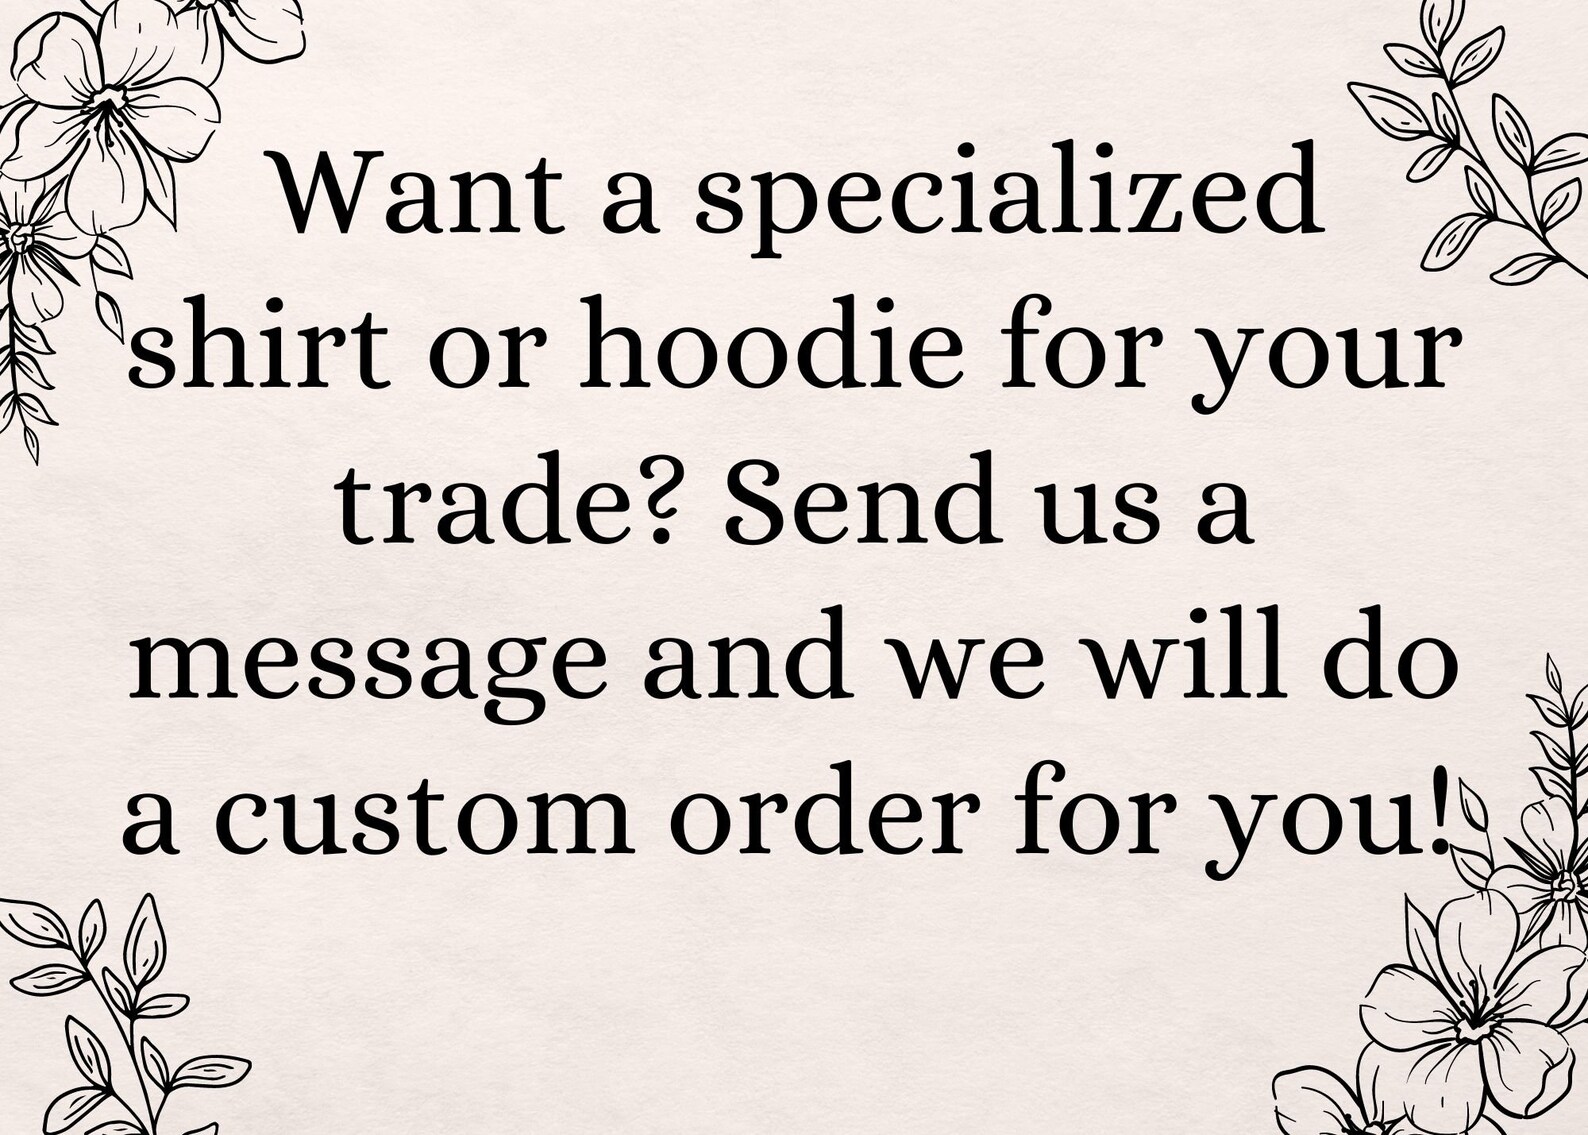 Want a specialized
shirt or hoodie for your
trade? Send us a
message and we will do
a custom order for you!